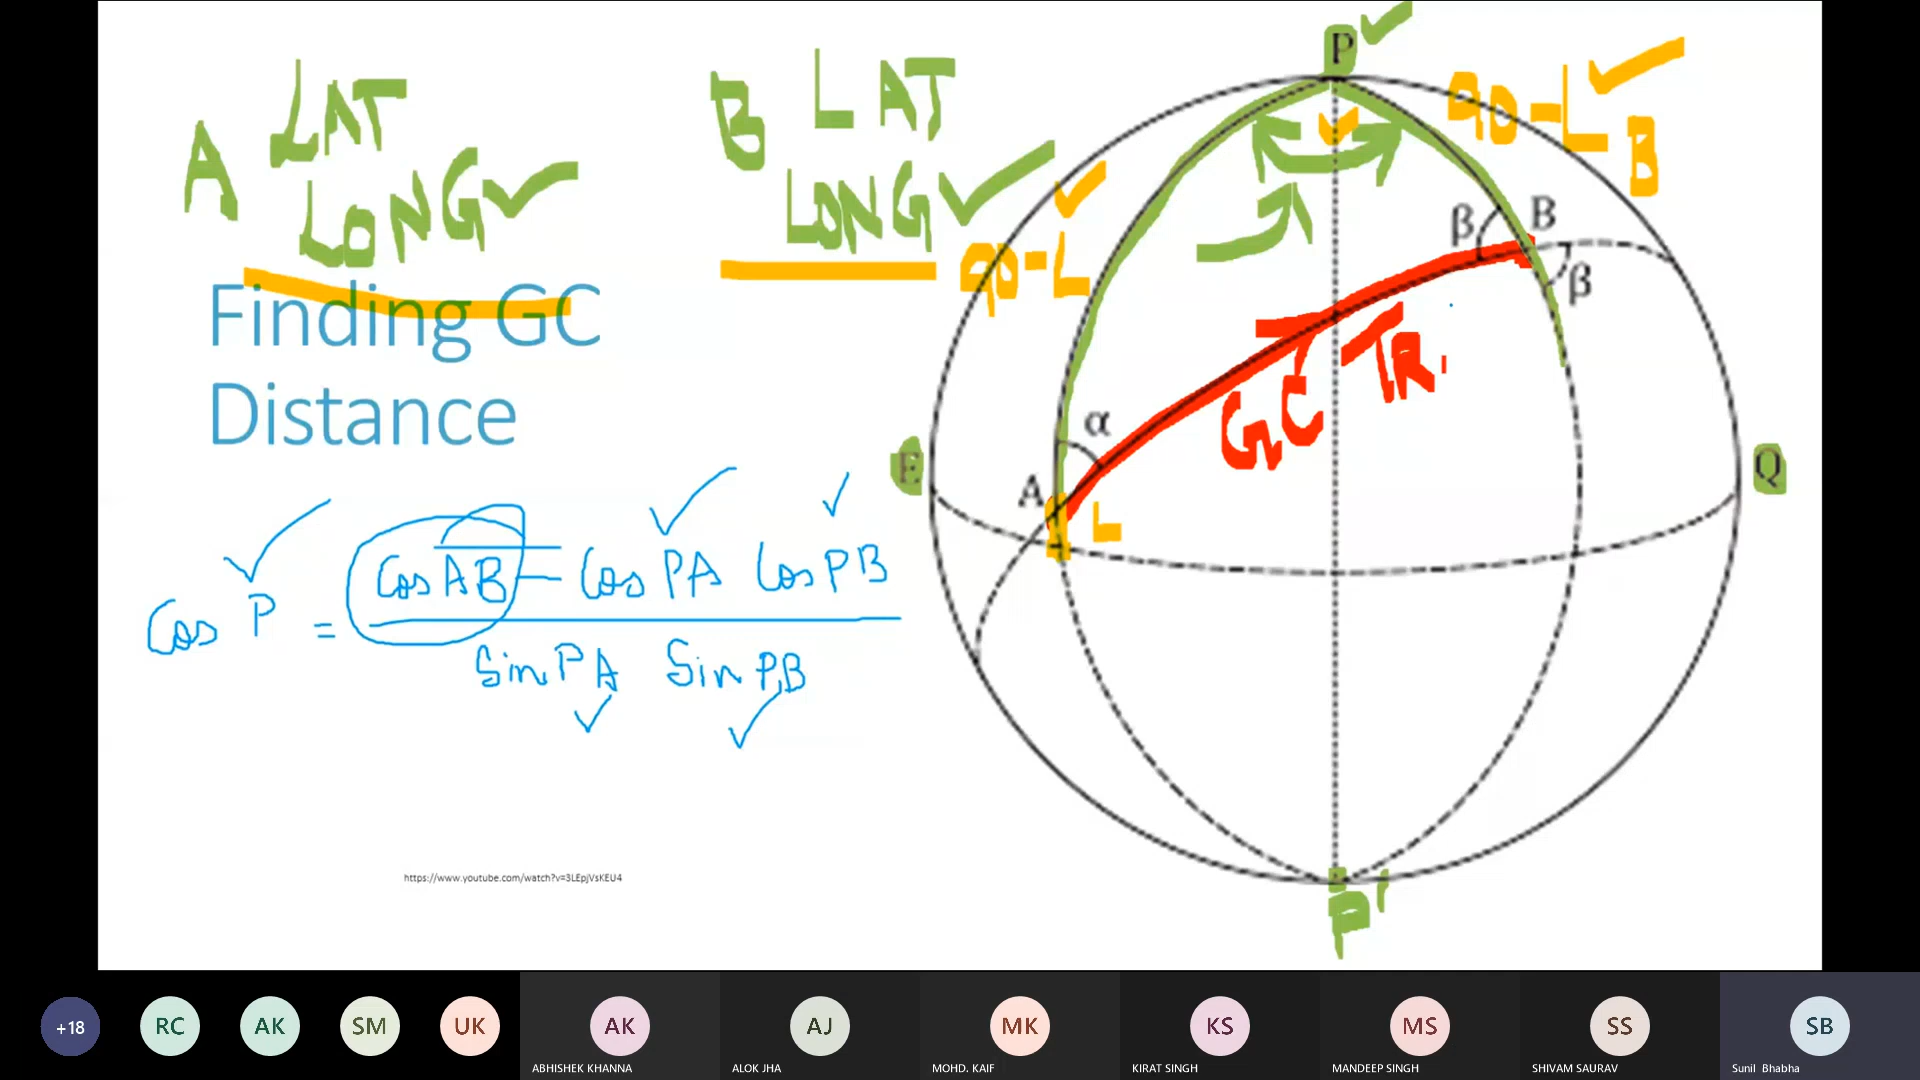 A LAT
LONG
B LAT
LONG
Finding GC
Distance
Cos P = Cos AB - Cos PA Cos PB
Sin PA Sin PB
https://www.youtube.com/watch?v=3LEpjVsKEU4
P
90-L
B
90-L
β
B
β
GC TR.
α
E
A
L
Q
P'
+18
RC
AK
SM
UK
AK
AJ
MK
KS
MS
SS
SB
ABHISHEK KHANNA
ALOK JHA
MOHD. KAIF
KIRAT SINGH
MANDEEP SINGH
SHIVAM SAURAV
Sunil Bhabha